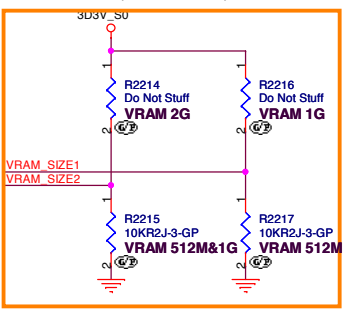 3D3V_S0
1
1
R2214
R2216
Do Not Stuff
Do Not Stuff
VRAM 2G
VRAM 1G
2
G/P
2
G/P
VRAM_SIZE1
VRAM_SIZE2
1
1
R2215
R2217
10KR2J-3-GP
10KR2J-3-GP
VRAM 512M&1G
VRAM 512M
2
G/P
2
G/P